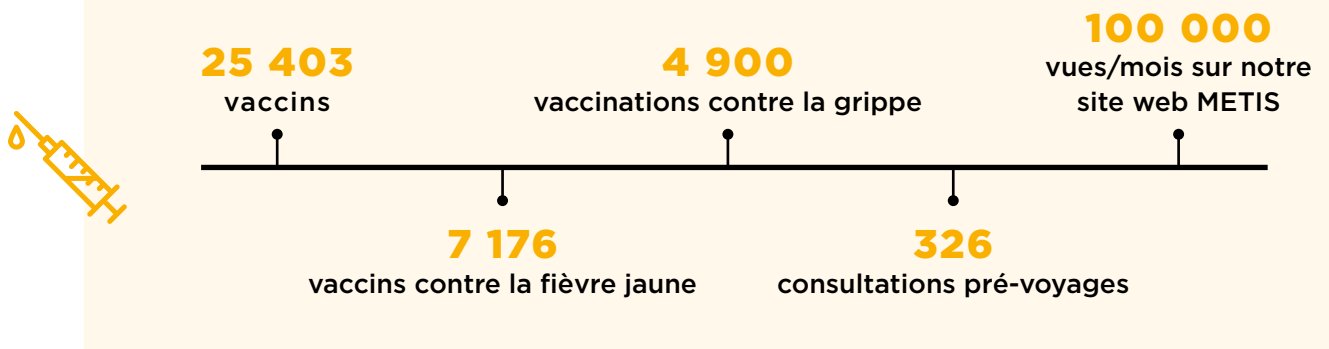 25 403
vaccins
7 176
vaccins contre la fièvre jaune
4 900
vaccinations contre la grippe
326
consultations pré-voyages
100 000
vues/mois sur notre
site web METIS